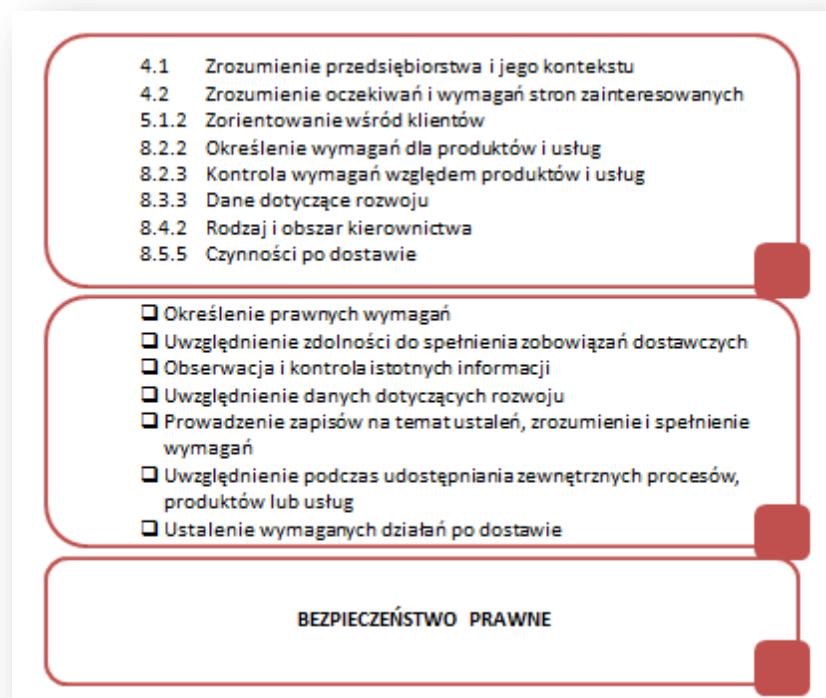 4.1 Zrozumienie przedsiębiorstwa i jego kontekstu
4.2 Zrozumienie oczekiwań i wymagań stron zainteresowanych
5.1.2 Zorientowanie wśród klientów
8.2.2 Określenie wymagań dla produktów i usług
8.2.3 Kontrola wymagań względem produktów i usług
8.3.3 Dane dotyczące rozwoju
8.4.2 Rodzaj i obszar kierownictwa
8.5.5 Czynności po dostawie
❑ Określenie prawnych wymagań
❑ Uwzględnienie zdolności do spełnienia zobowiązań dostawczych
❑ Obserwacja i kontrola istotnych informacji
❑ Uwzględnienie danych dotyczących rozwoju
❑ Prowadzenie zapisów na temat ustaleń, zrozumienie i spełnienie
wymagań
❑ Uwzględnienie podczas udostępniania zewnętrznych procesów,
produktów lub usług
❑ Ustalenie wymaganych działań po dostawie
BEZPIECZEŃSTWO PRAWNE